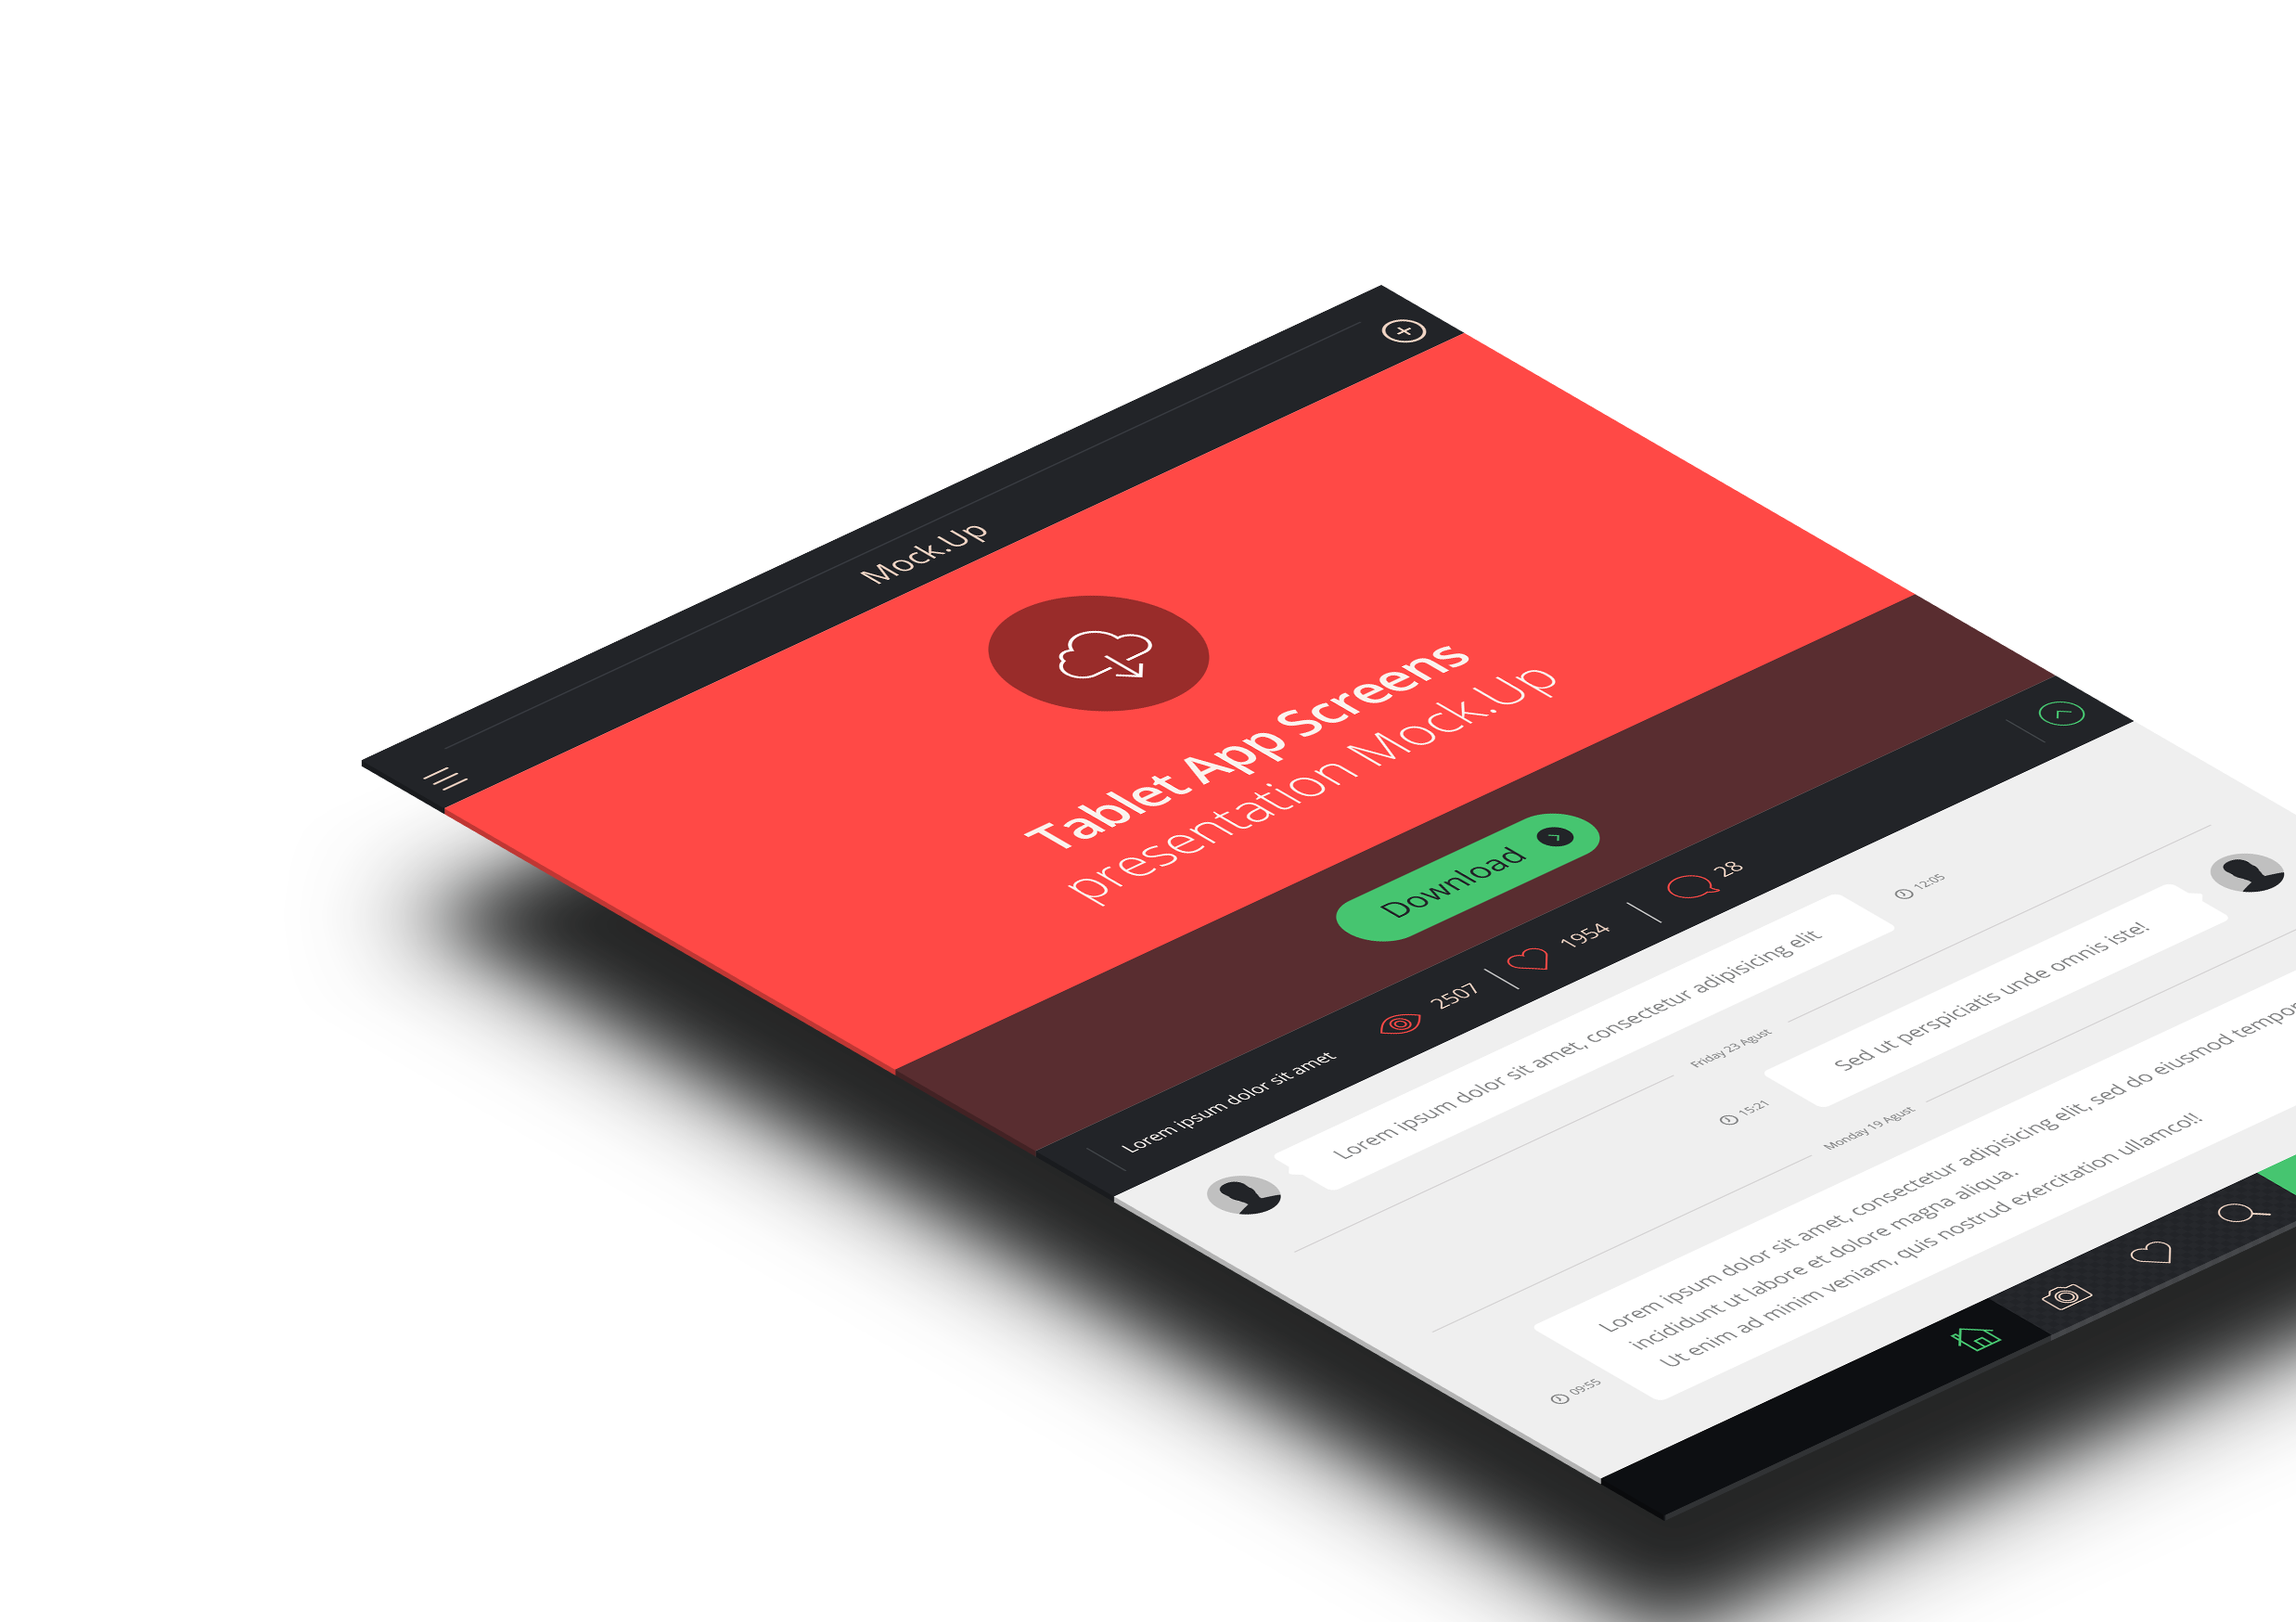 Mock.Up
Tablet App Screens
presentation Mock.Up
Download
Lorem ipsum dolor sit amet
2507
1954
28
Lorem ipsum dolor sit amet, consectetur adipisicing elit
12:05
Friday 23 Agust
Sed ut perspiciatis unde omnis iste!
15:21
Monday 19 Agust
Lorem ipsum dolor sit amet, consectetur adipisicing elit, sed do eiusmod tempor
incididunt ut labore et dolore magna aliqua.
Ut enim ad minim veniam, quis nostrud exercitation ullamco!!
09:55